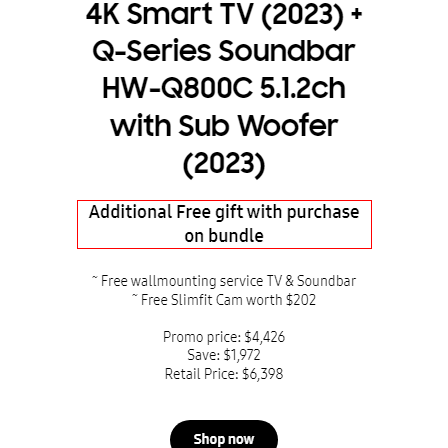 4K Smart TV (2023) +
Q-Series Soundbar
HW-Q800C 5.1.2ch
with Sub Woofer
(2023)
Additional Free gift with purchase
on bundle
~ Free wallmounting service TV & Soundbar
~ Free Slimfit Cam worth $202
Promo price: $4,426
Save: $1,972
Retail Price: $6,398
Shop now